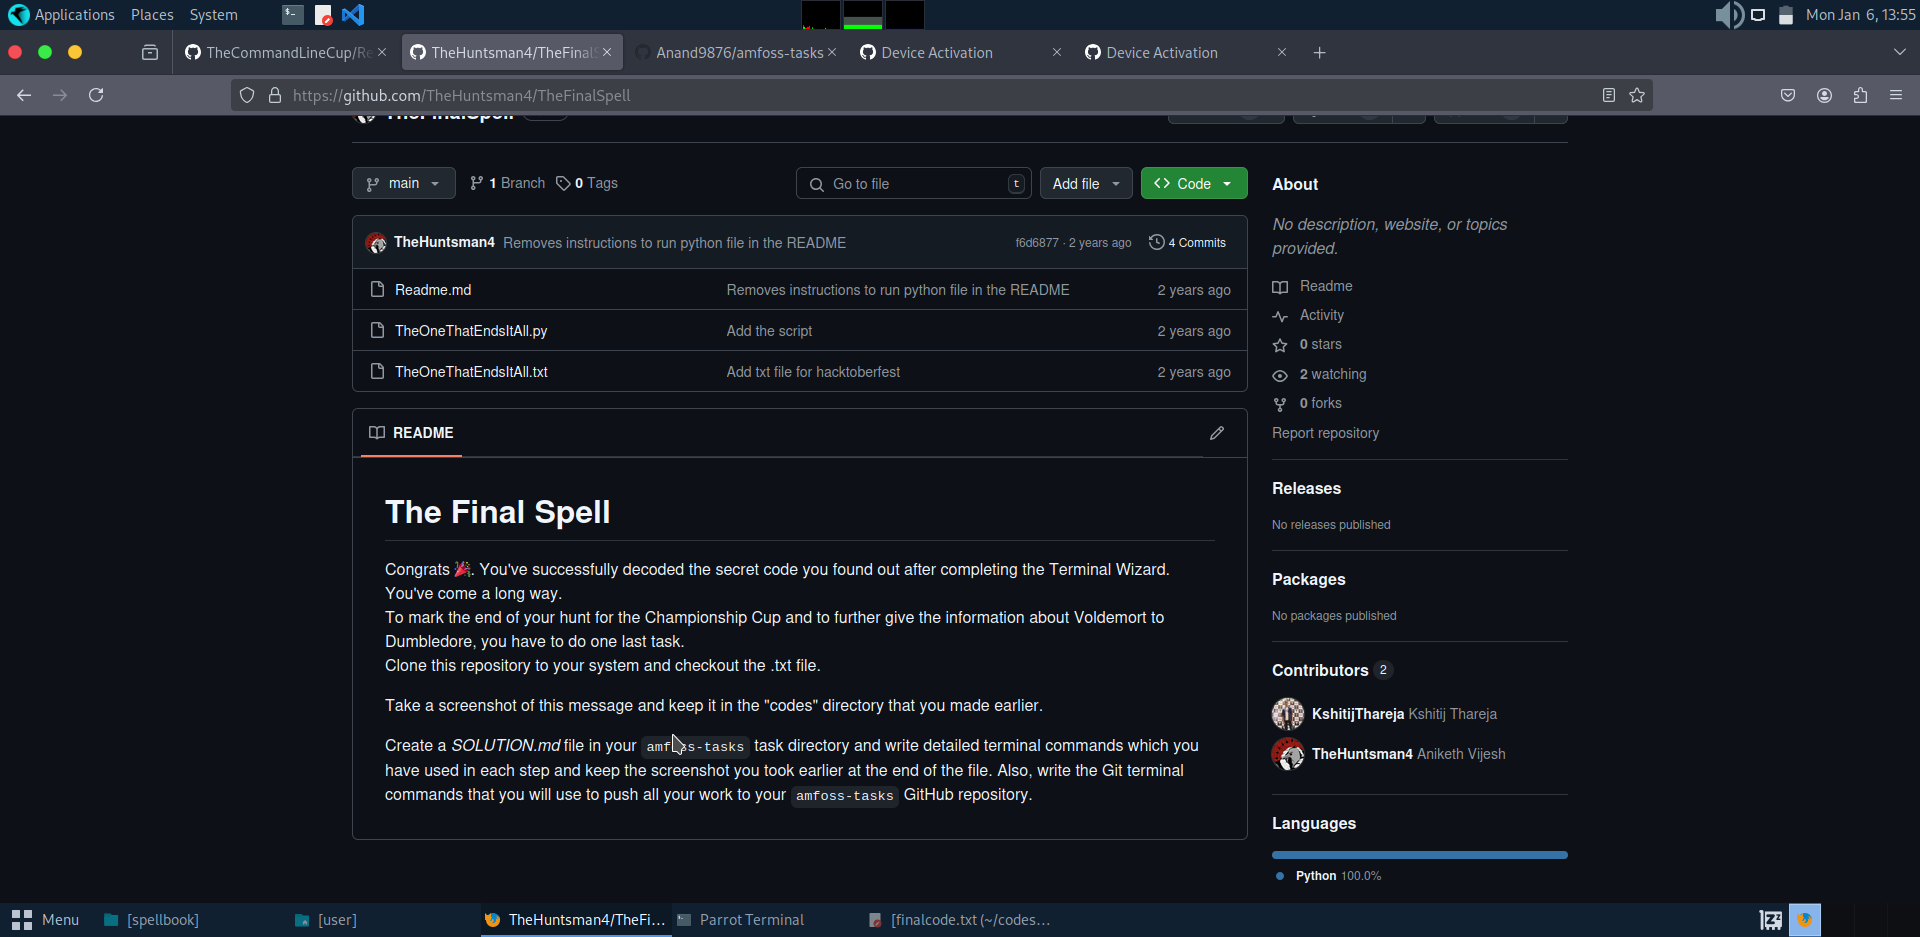 Applications Places System Mon Jan 6, 13:55
TheCommandLineCup/Re TheHuntsman4/TheFinalS Anand9876/amfoss-tasks Device Activation Device Activation
https://github.com/TheHuntsman4/TheFinalSpell
TheFinalSpell
main 1 Branch 0 Tags Go to file t Add file Code
TheHuntsman4 Removes instructions to run python file in the README f6d6877 · 2 years ago 4 Commits
Readme.md Removes instructions to run python file in the README 2 years ago
TheOneThatEndsItAll.py Add the script 2 years ago
TheOneThatEndsItAll.txt Add txt file for hacktoberfest 2 years ago
README
The Final Spell
Congrats 🎉. You've successfully decoded the secret code you found out after completing the Terminal Wizard.
You've come a long way.
To mark the end of your hunt for the Championship Cup and to further give the information about Voldemort to
Dumbledore, you have to do one last task.
Clone this repository to your system and checkout the .txt file.
Take a screenshot of this message and keep it in the "codes" directory that you made earlier.
Create a SOLUTION.md file in your amfoss-tasks task directory and write detailed terminal commands which you
have used in each step and keep the screenshot you took earlier at the end of the file. Also, write the Git terminal
commands that you will use to push all your work to your amfoss-tasks GitHub repository.
About
No description, website, or topics
provided.
Readme
Activity
0 stars
2 watching
0 forks
Report repository
Releases
No releases published
Packages
No packages published
Contributors 2
KshitijThareja Kshitij Thareja
TheHuntsman4 Aniketh Vijesh
Languages
Python 100.0%
Menu [spellbook] [user] TheHuntsman4/TheFi... Parrot Terminal [finalcode.txt (~/codes...